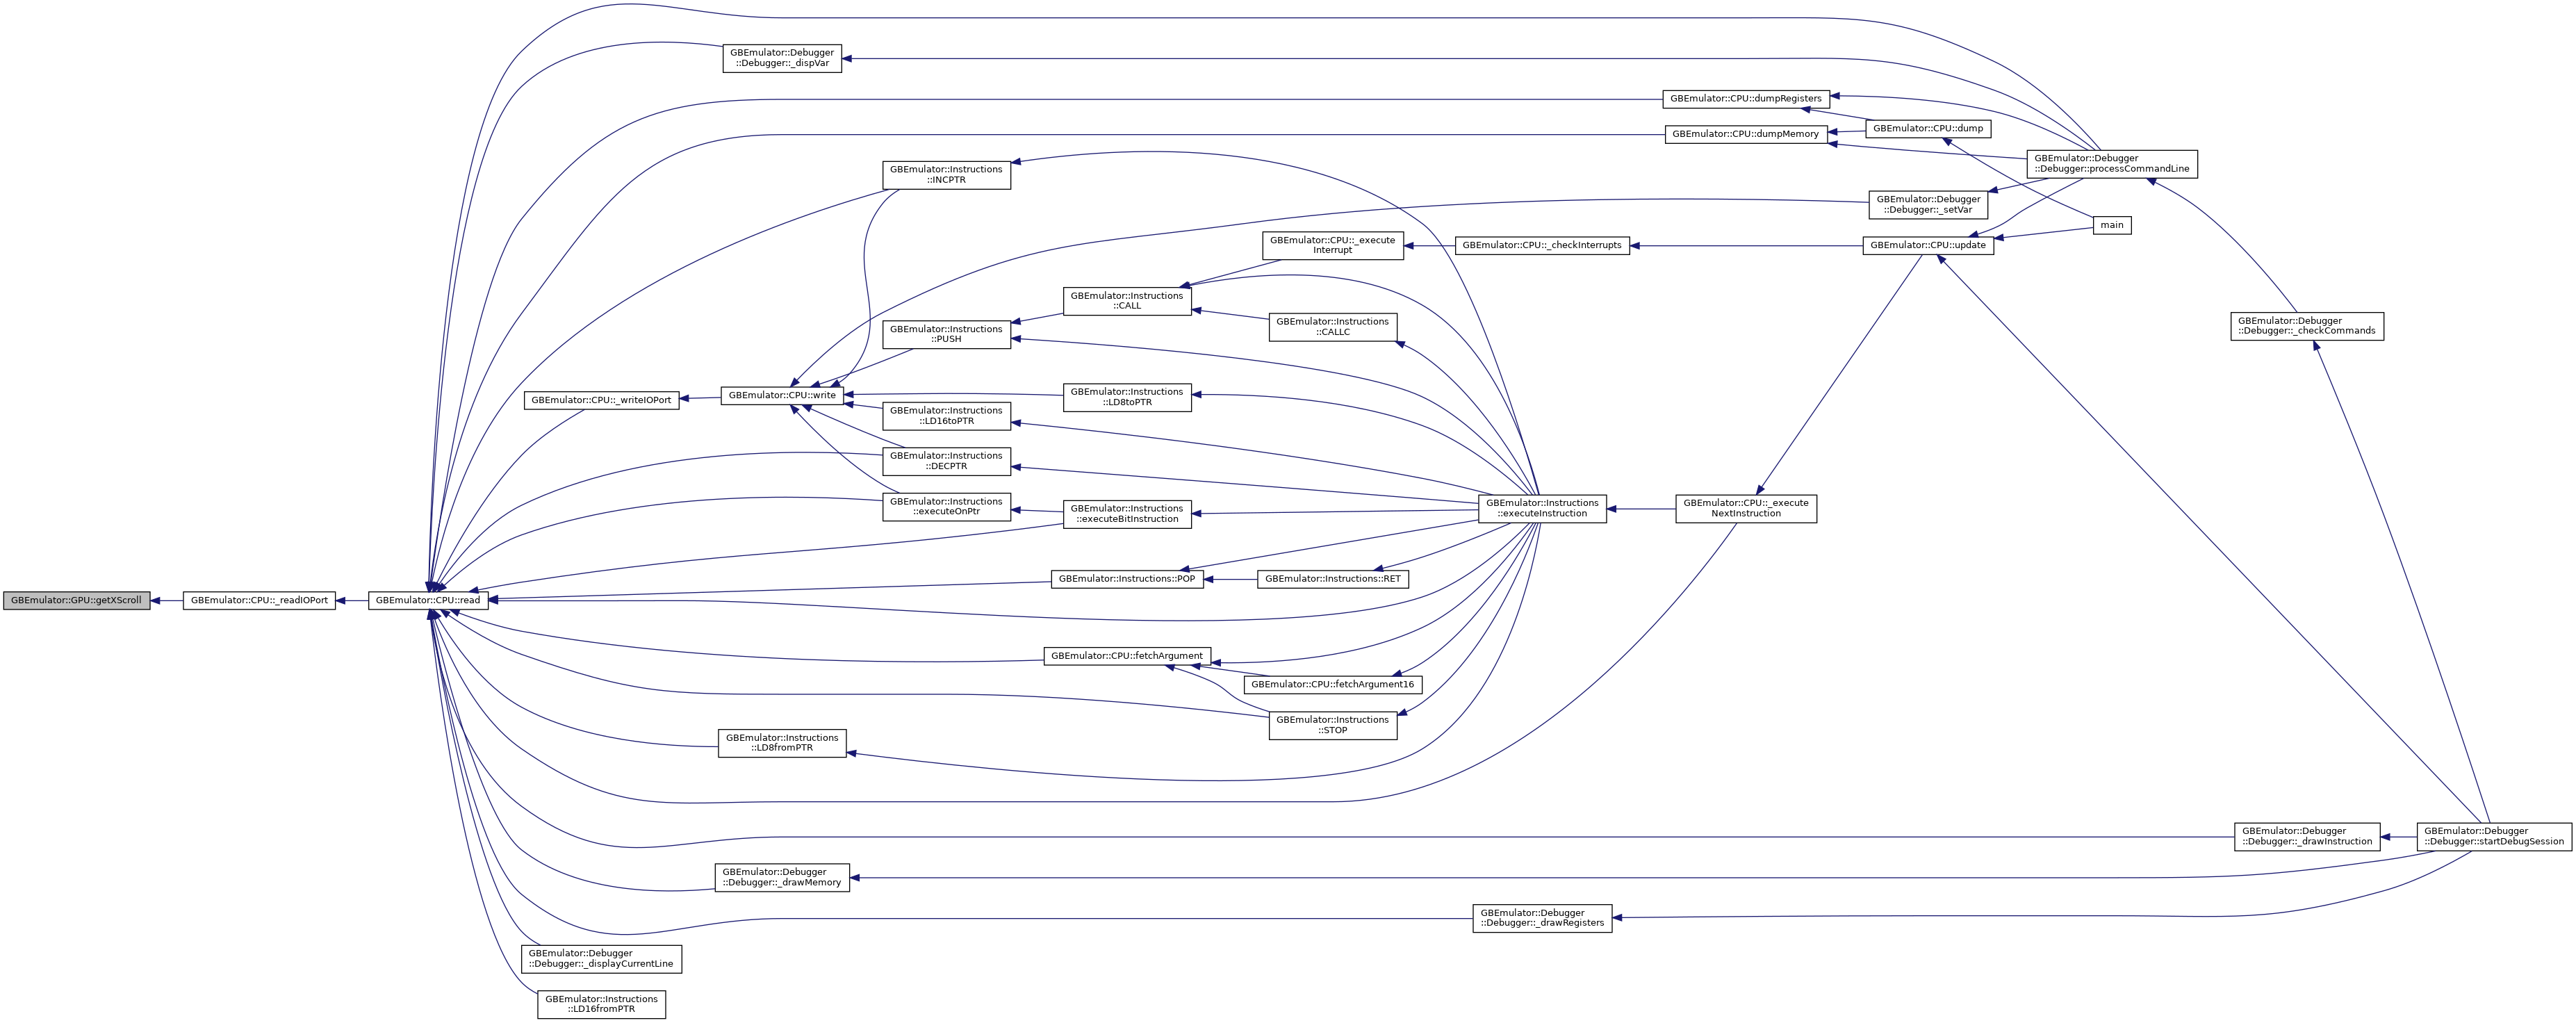 GBEmulator::Debugger
::Debugger::_dispVar
GBEmulator::CPU::dumpRegisters
GBEmulator::CPU::dumpMemory
GBEmulator::CPU::dump
GBEmulator::Debugger
::Debugger::processCommandLine
GBEmulator::Instructions
::INCPTR
GBEmulator::Debugger
::Debugger::_setVar
main
GBEmulator::CPU::_execute
Interrupt
GBEmulator::CPU::_checkInterrupts
GBEmulator::CPU::update
GBEmulator::Instructions
::CALL
GBEmulator::Instructions
::CALLC
GBEmulator::Debugger
::Debugger::_checkCommands
GBEmulator::Instructions
::PUSH
GBEmulator::CPU::_writeIOPort
GBEmulator::CPU::write
GBEmulator::Instructions
::LD8toPTR
GBEmulator::Instructions
::LD16toPTR
GBEmulator::Instructions
::DECPTR
GBEmulator::Instructions
::executeOnPtr
GBEmulator::Instructions
::executeBitInstruction
GBEmulator::Instructions
::executeInstruction
GBEmulator::CPU::_execute
NextInstruction
GBEmulator::Instructions::POP
GBEmulator::Instructions::RET
GBEmulator::GPU::getXScroll
GBEmulator::CPU::_readIOPort
GBEmulator::CPU::read
GBEmulator::CPU::fetchArgument
GBEmulator::CPU::fetchArgument16
GBEmulator::Instructions
::STOP
GBEmulator::Instructions
::LD8fromPTR
GBEmulator::Debugger
::Debugger::_drawInstruction
GBEmulator::Debugger
::Debugger::startDebugSession
GBEmulator::Debugger
::Debugger::_drawMemory
GBEmulator::Debugger
::Debugger::_drawRegisters
GBEmulator::Debugger
::Debugger::_displayCurrentLine
GBEmulator::Instructions
::LD16fromPTR